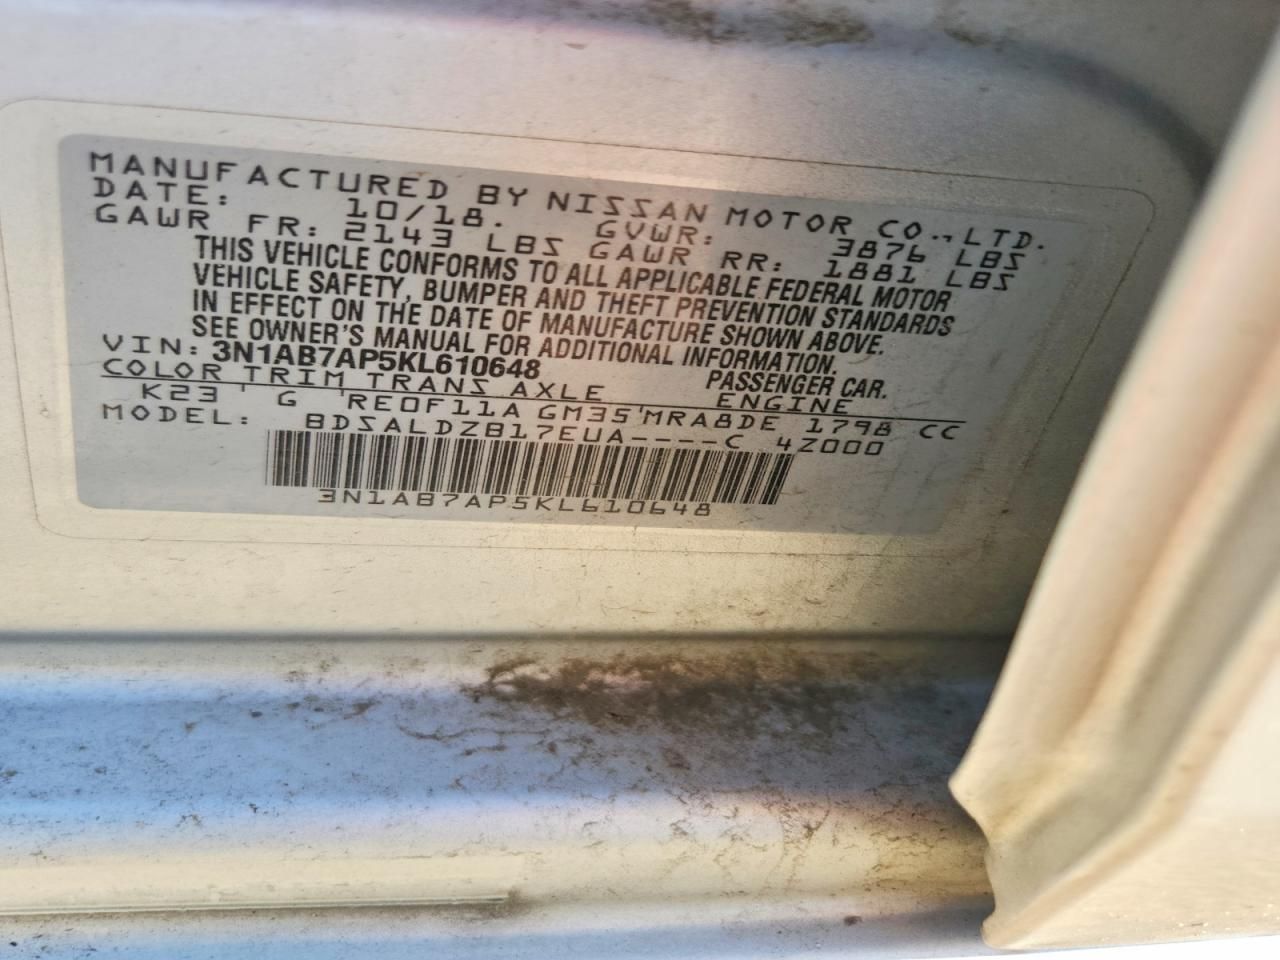 MANUFACTURED BY NISSAN MOTOR CO.,LTD.
DATE: 10/18. GVWR: 3876 LBS
GAWR FR: 2143 LBS GAWR RR: 1881 LBS
THIS VEHICLE CONFORMS TO ALL APPLICABLE FEDERAL MOTOR
VEHICLE SAFETY, BUMPER AND THEFT PREVENTION STANDARDS
IN EFFECT ON THE DATE OF MANUFACTURE SHOWN ABOVE.
SEE OWNER'S MANUAL FOR ADDITIONAL INFORMATION.
VIN: 3N1AB7AP5KL610648 PASSENGER CAR.
COLOR TRIM TRANS AXLE ENGINE
K23 ' G 'RE0F11A GM35'MRA8DE 1798 CC
MODEL: BDSALDZB17EUA----C 4Z000
3N1AB7AP5KL610648